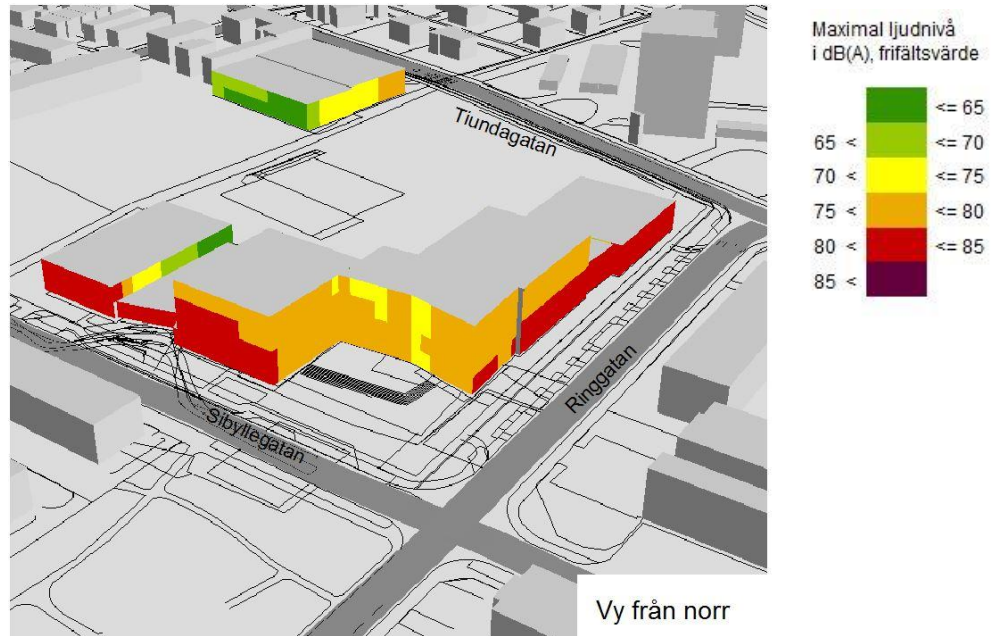 Tiundagatan
Ringgatan
Sibyllegatan
Vy från norr
Maximal ljudnivå
i dB(A), frifältsvärde
<= 65
65 < <= 70
70 < <= 75
75 < <= 80
80 < <= 85
85 <